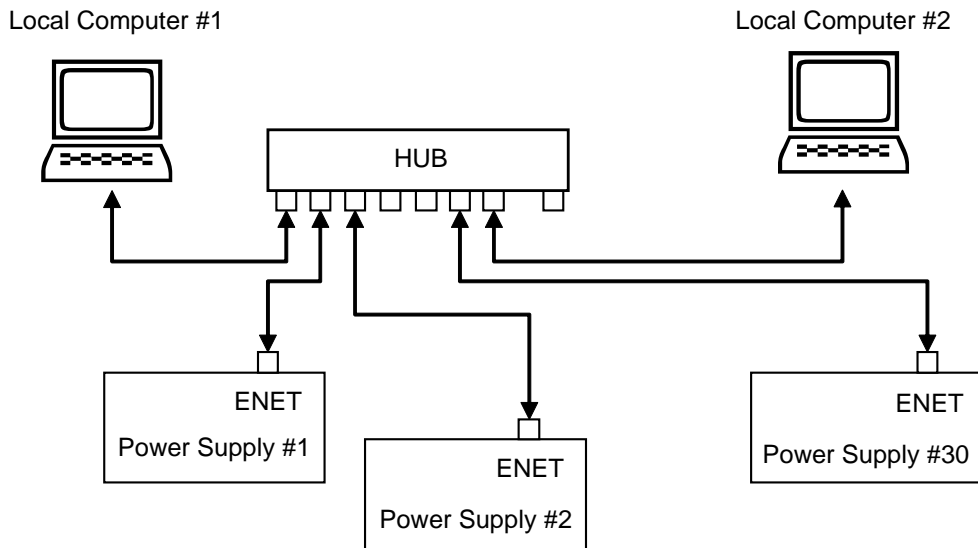 Local Computer #1
Local Computer #2
HUB
ENET
Power Supply #1
ENET
Power Supply #2
ENET
Power Supply #30